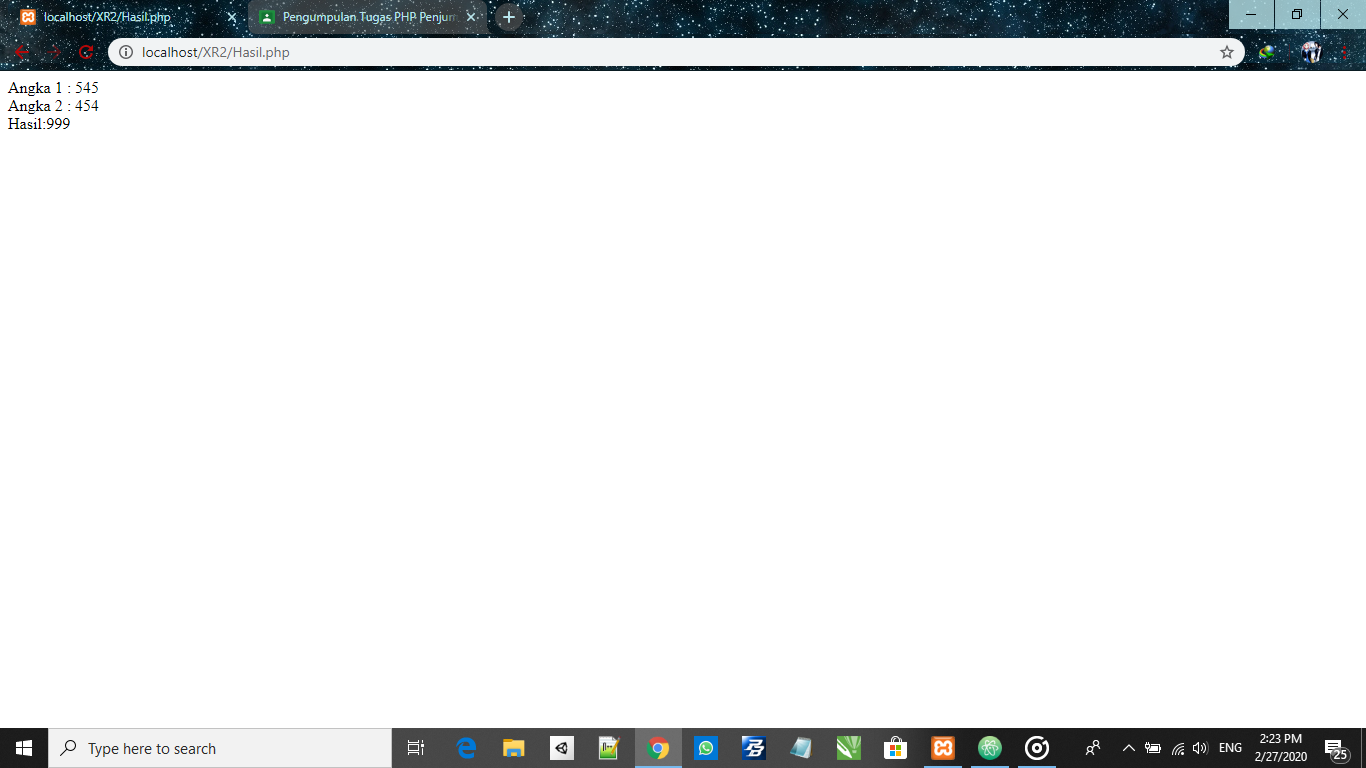 localhost/XR2/Hasil.php
Pengumpulan Tugas PHP Penjum
localhost/XR2/Hasil.php
Angka 1 : 545
Angka 2 : 454
Hasil:999
Type here to search
ENG
2:23 PM
2/27/2020
25